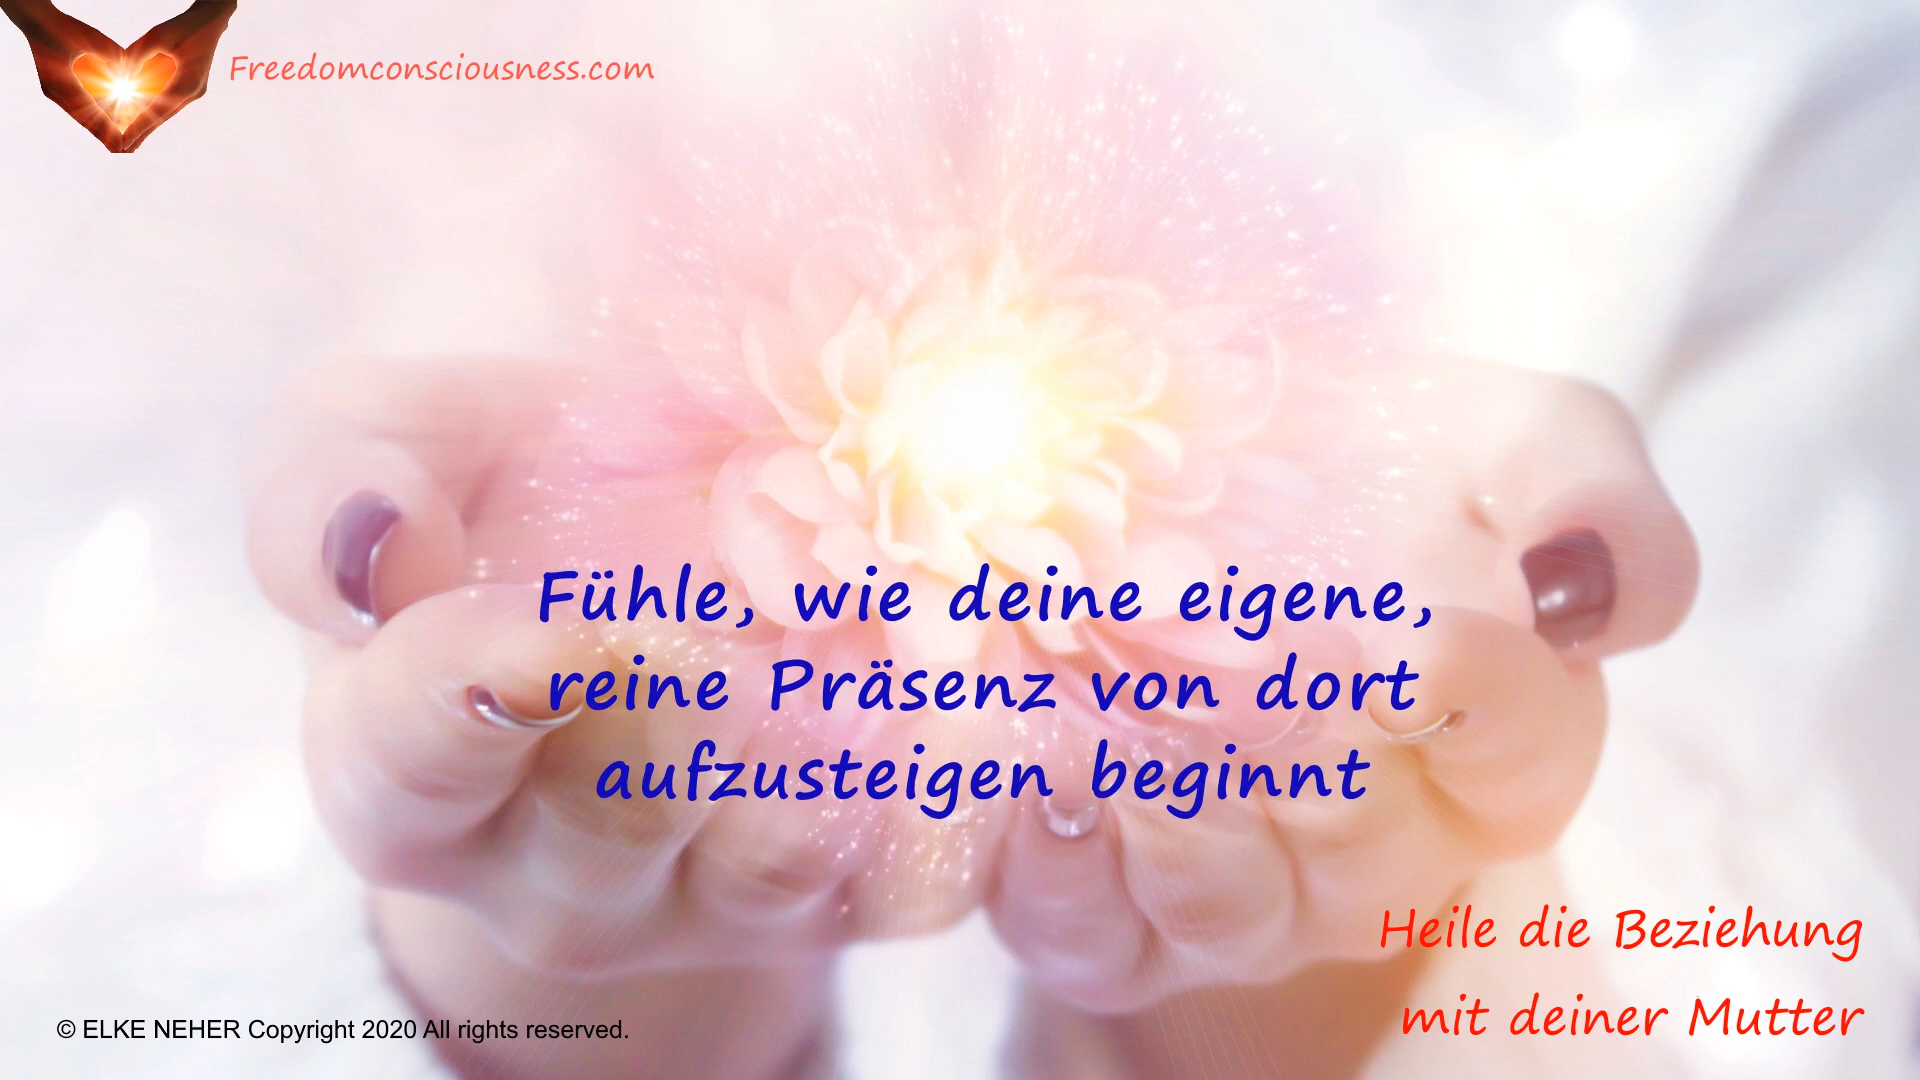 Freedomconsciousness.com
Fühle, wie deine eigene,
reine Präsenz von dort
aufzusteigen beginnt
Heile die Beziehung
mit deiner Mutter
© ELKE NEHER Copyright 2020 All rights reserved.